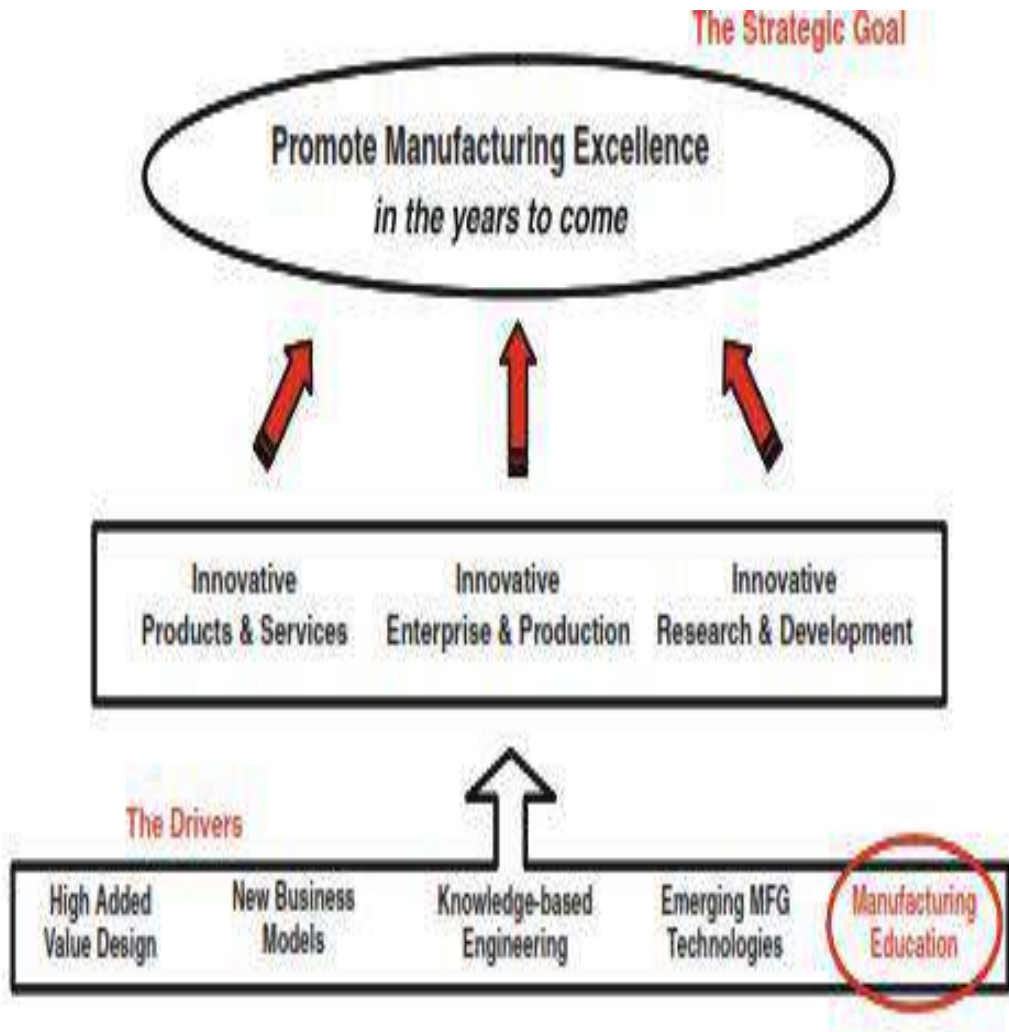 The Strategic Goal
Promote Manufacturing Excellence
in the years to come
Innovative
Products & Services
Innovative
Enterprise & Production
Innovative
Research & Development
The Drivers
High Added
Value Design
New Business
Models
Knowledge-based
Engineering
Emerging MFG
Technologies
Manufacturing
Education